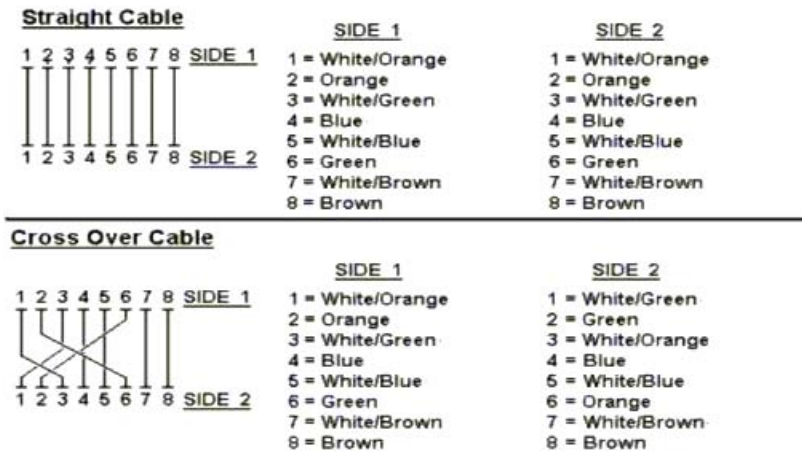 Straight Cable
1 2 3 4 5 6 7 8 SIDE 1
1 2 3 4 5 6 7 8 SIDE 2
SIDE 1
1 = White/Orange
2 = Orange
3 = White/Green
4 = Blue
5 = White/Blue
6 = Green
7 = White/Brown
8 = Brown
SIDE 2
1 = White/Orange
2 = Orange
3 = White/Green
4 = Blue
5 = White/Blue
6 = Green
7 = White/Brown
8 = Brown
Cross Over Cable
1 2 3 4 5 6 7 8 SIDE 1
1 2 3 4 5 6 7 8 SIDE 2
SIDE 1
1 = White/Orange
2 = Orange
3 = White/Green
4 = Blue
5 = White/Blue
6 = Green
7 = White/Brown
8 = Brown
SIDE 2
1 = White/Green
2 = Green
3 = White/Orange
4 = Blue
5 = White/Blue
6 = Orange
7 = White/Brown
8 = Brown